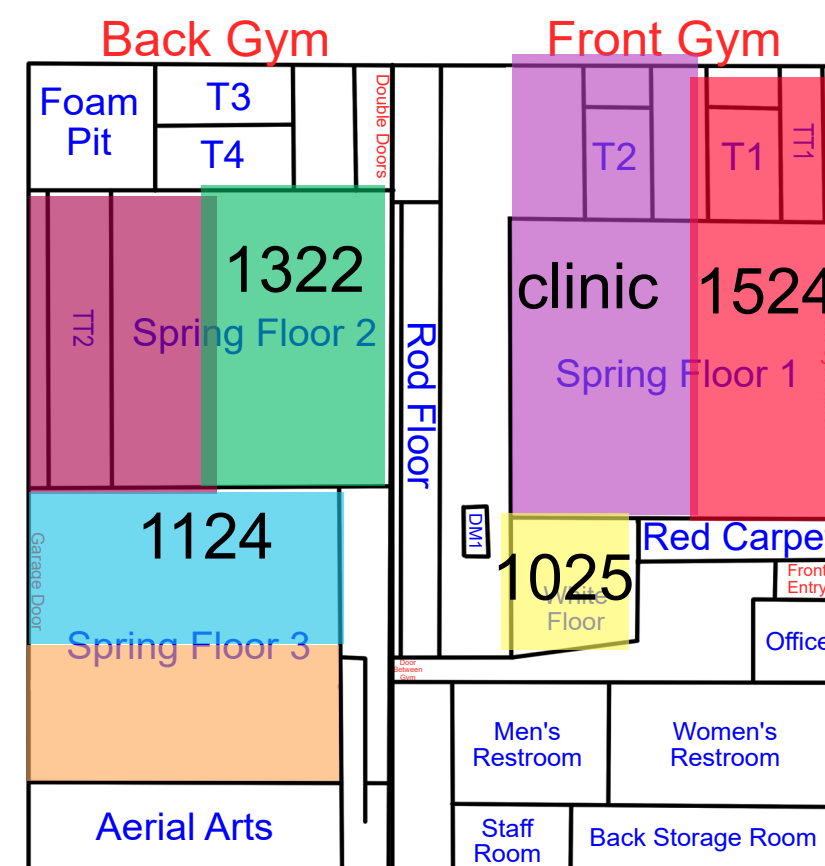 Back Gym
Front Gym
Foam
Pit
T3
T4
Double Doors
T2
T1
TT1
1322
clinic
1524
TT2
Spring Floor 2
Rod Floor
Spring Floor 1
1124
Garage Door
DM1
Red Carpe
1025
White
Floor
Front
Entry
Spring Floor 3
Office
Door
Between
Gym
Men's
Restroom
Women's
Restroom
Aerial Arts
Staff
Room
Back Storage Room